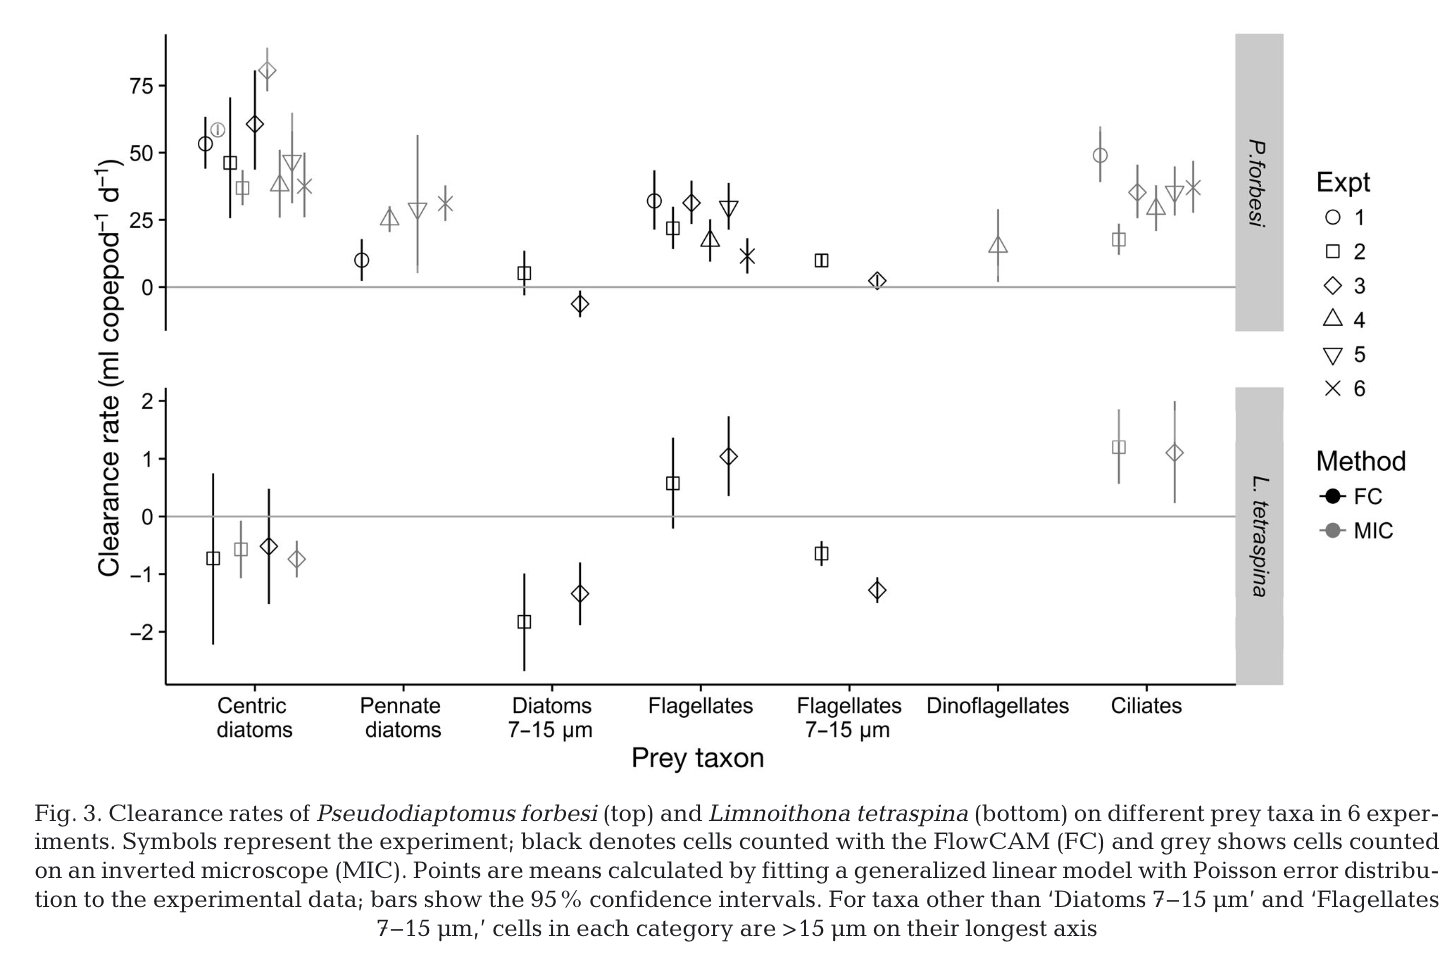 75
50
25
0
P.forbesi
2
1
0
–1
–2
L. tetraspina
Clearance rate (ml copepod⁻¹ d⁻¹)
Centric
diatoms
Pennate
diatoms
Diatoms
7–15 µm
Flagellates
Flagellates
7–15 µm
Dinoflagellates
Ciliates
Prey taxon
Expt
1
2
3
4
5
6
Method
FC
MIC
Fig. 3. Clearance rates of Pseudodiaptomus forbesi (top) and Limnoithona tetraspina (bottom) on different prey taxa in 6 exper-
iments. Symbols represent the experiment; black denotes cells counted with the FlowCAM (FC) and grey shows cells counted
on an inverted microscope (MIC). Points are means calculated by fitting a generalized linear model with Poisson error distribu-
tion to the experimental data; bars show the 95% confidence intervals. For taxa other than ‘Diatoms 7–15 µm’ and ‘Flagellates
7–15 µm,’ cells in each category are >15 µm on their longest axis